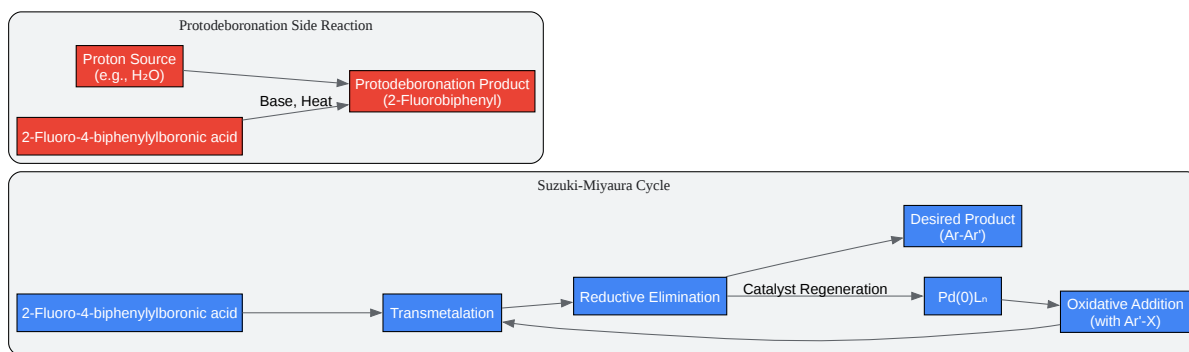 Protodeboronation Side Reaction
Proton Source
(e.g., H₂O)
Protodeboronation Product
(2-Fluorobiphenyl)
Base, Heat
2-Fluoro-4-biphenylylboronic acid
Suzuki-Miyaura Cycle
Desired Product
(Ar-Ar')
Reductive Elimination
Catalyst Regeneration
Pd(0)Lₙ
Oxidative Addition
(with Ar'-X)
2-Fluoro-4-biphenylylboronic acid
Transmetalation